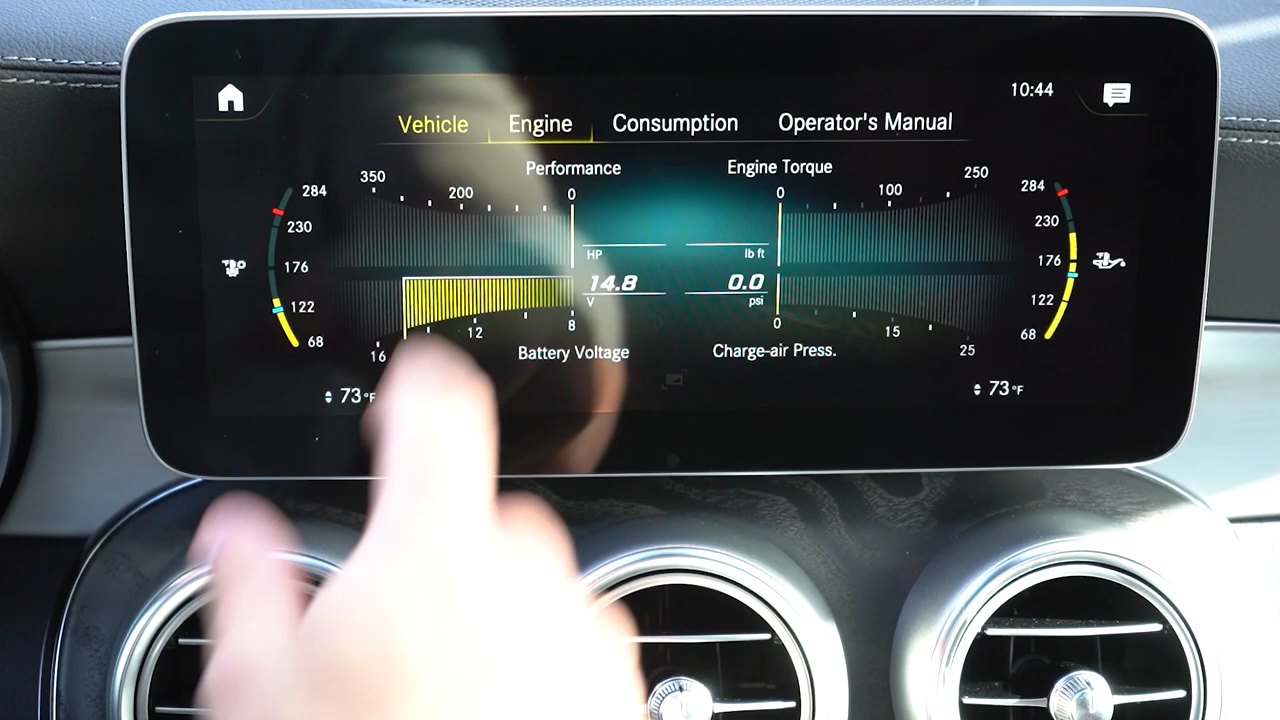 10:44
Vehicle Engine Consumption Operator's Manual
Performance Engine Torque
350 200 0 0 100 250
284 284
230 230
HP lb ft
176 176
14.8 0.0
V psi
122 122
16 12 8 0 15 25
68 68
Battery Voltage Charge-air Press.
73°F 73°F